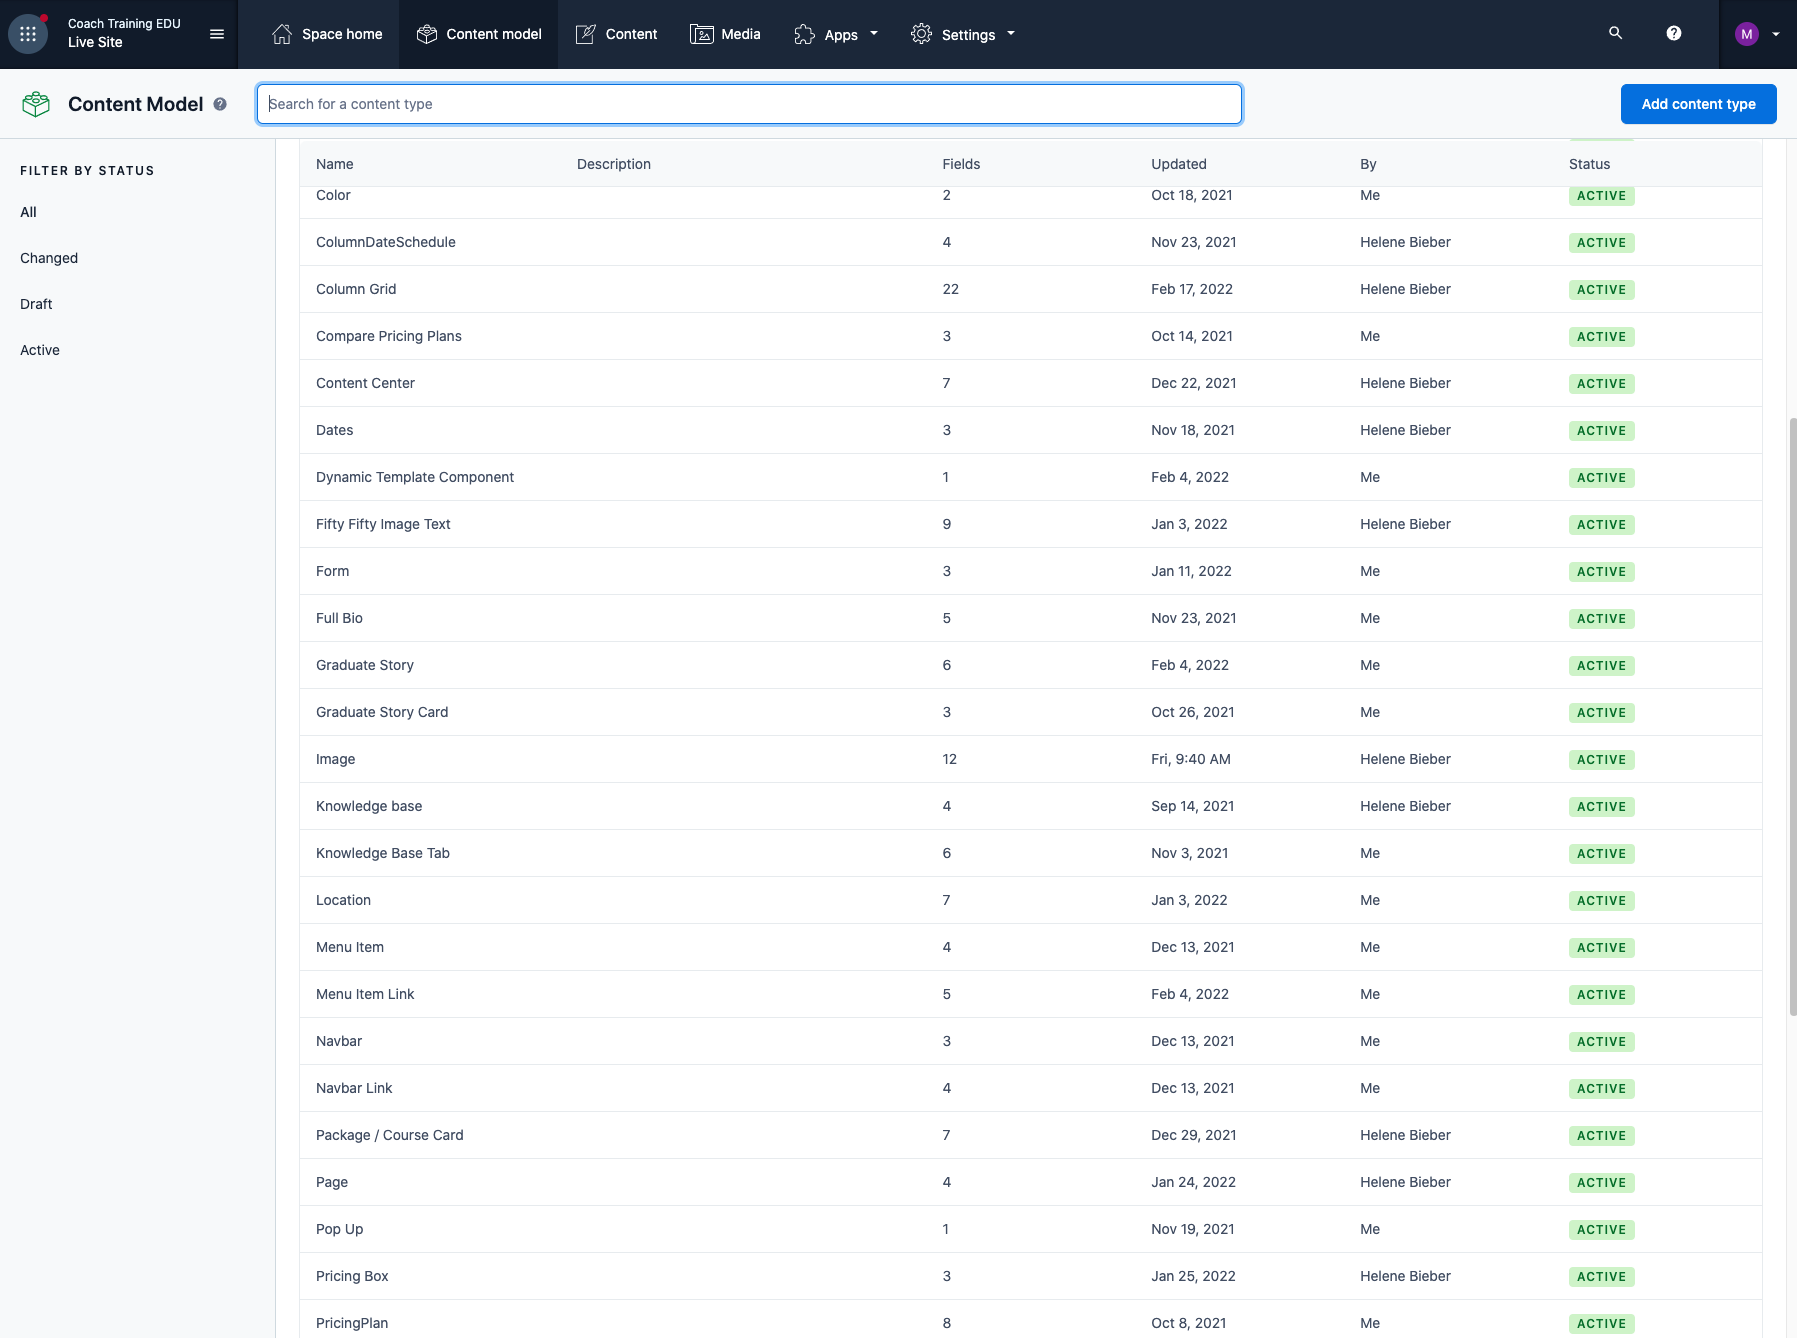 Coach Training EDU
Live Site
Space home
Content model
Content
Media
Apps
Settings
M
Content Model
Search for a content type
Add content type
FILTER BY STATUS
All
Changed
Draft
Active
Name Description Fields Updated By Status
Color 2 Oct 18, 2021 Me ACTIVE
ColumnDateSchedule 4 Nov 23, 2021 Helene Bieber ACTIVE
Column Grid 22 Feb 17, 2022 Helene Bieber ACTIVE
Compare Pricing Plans 3 Oct 14, 2021 Me ACTIVE
Content Center 7 Dec 22, 2021 Helene Bieber ACTIVE
Dates 3 Nov 18, 2021 Helene Bieber ACTIVE
Dynamic Template Component 1 Feb 4, 2022 Me ACTIVE
Fifty Fifty Image Text 9 Jan 3, 2022 Helene Bieber ACTIVE
Form 3 Jan 11, 2022 Me ACTIVE
Full Bio 5 Nov 23, 2021 Me ACTIVE
Graduate Story 6 Feb 4, 2022 Me ACTIVE
Graduate Story Card 3 Oct 26, 2021 Me ACTIVE
Image 12 Fri, 9:40 AM Helene Bieber ACTIVE
Knowledge base 4 Sep 14, 2021 Helene Bieber ACTIVE
Knowledge Base Tab 6 Nov 3, 2021 Me ACTIVE
Location 7 Jan 3, 2022 Me ACTIVE
Menu Item 4 Dec 13, 2021 Me ACTIVE
Menu Item Link 5 Feb 4, 2022 Me ACTIVE
Navbar 3 Dec 13, 2021 Me ACTIVE
Navbar Link 4 Dec 13, 2021 Me ACTIVE
Package / Course Card 7 Dec 29, 2021 Helene Bieber ACTIVE
Page 4 Jan 24, 2022 Helene Bieber ACTIVE
Pop Up 1 Nov 19, 2021 Me ACTIVE
Pricing Box 3 Jan 25, 2022 Helene Bieber ACTIVE
PricingPlan 8 Oct 8, 2021 Me ACTIVE